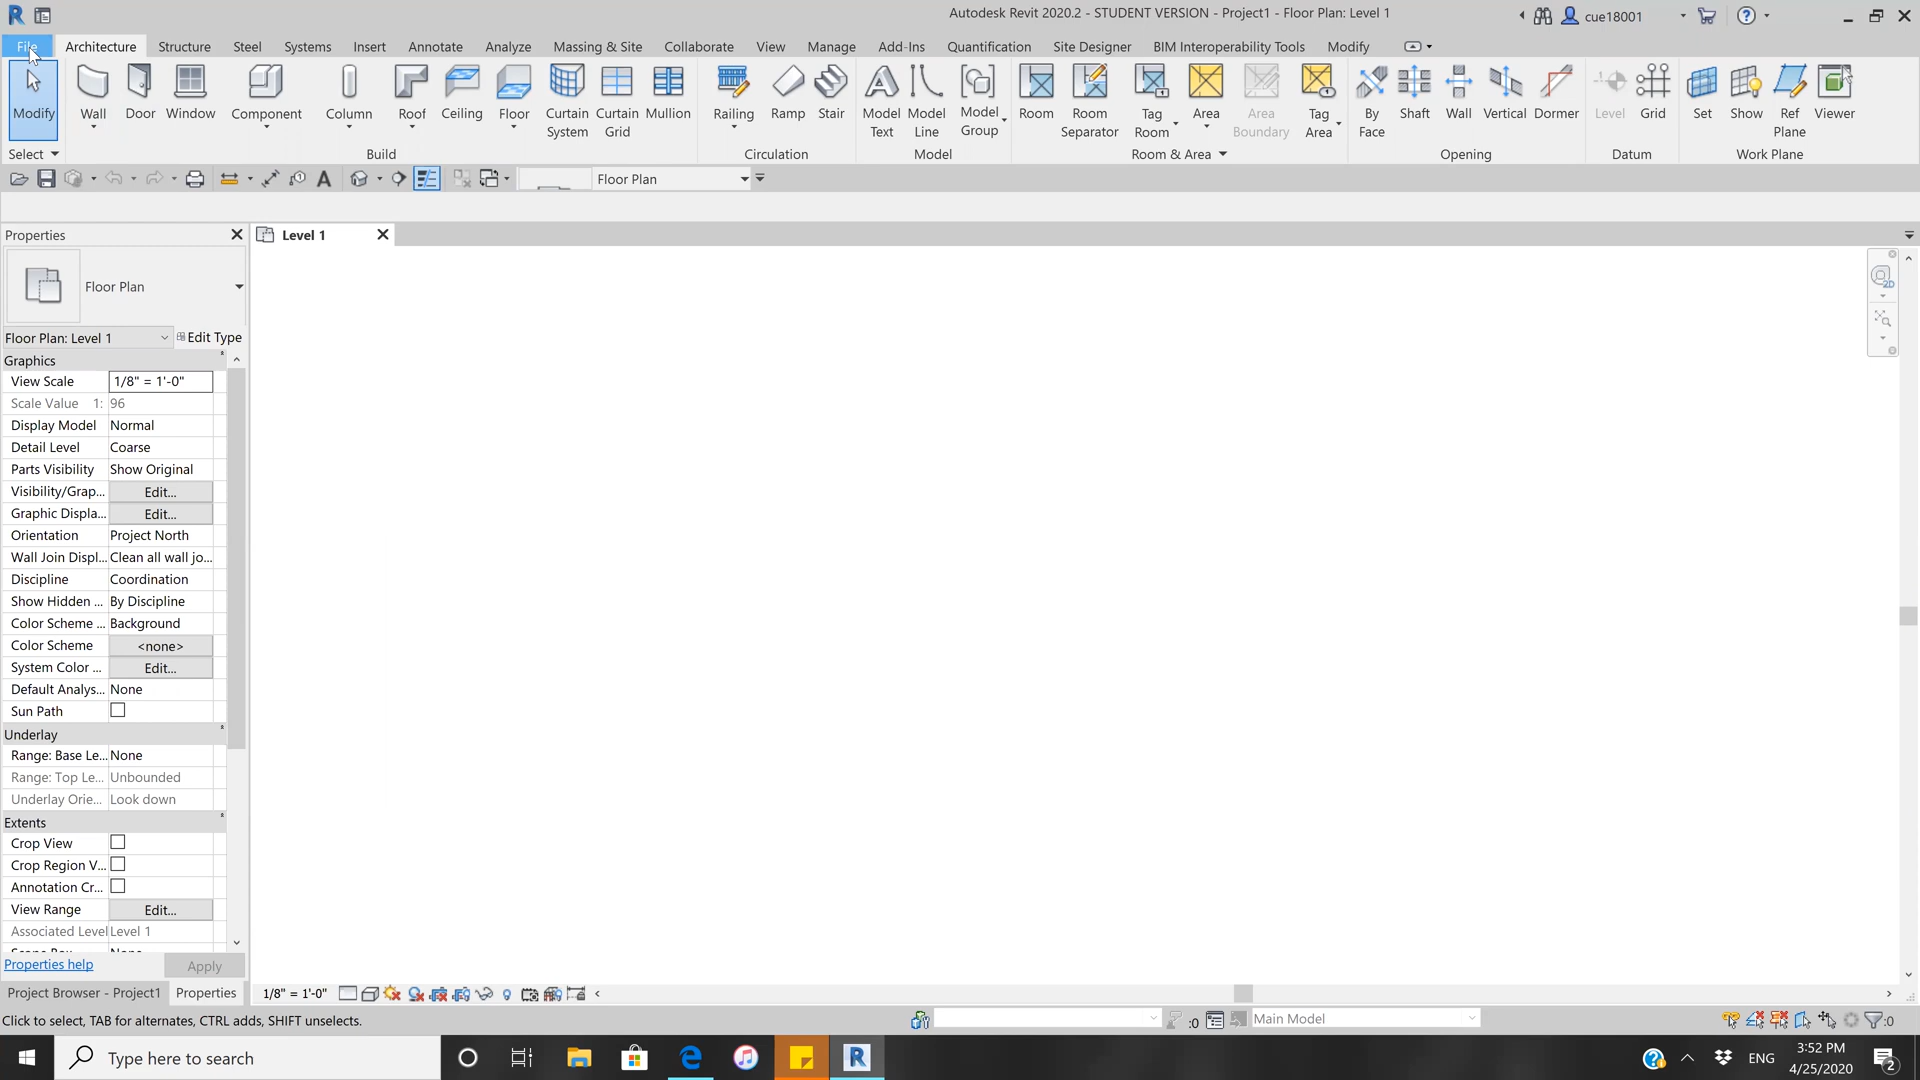 Autodesk Revit 2020.2 - STUDENT VERSION - Project1 - Floor Plan: Level 1
cue18001
File Architecture Structure Steel Systems Insert Annotate Analyze Massing & Site Collaborate View Manage Add-Ins Quantification Site Designer BIM Interoperability Tools Modify
Modify Wall Door Window Component Column Roof Ceiling Floor Curtain System Curtain Grid Mullion Railing Ramp Stair Model Text Model Line Model Group Room Room Separator Tag Room Area Area Boundary Tag Area By Face Shaft Wall Vertical Dormer Level Grid Set Show Ref Plane Viewer
Select Build Circulation Model Room & Area Opening Datum Work Plane
Floor Plan
Properties
Level 1
Floor Plan
Floor Plan: Level 1 Edit Type
Graphics
View Scale 1/8" = 1'-0"
Scale Value 1: 96
Display Model Normal
Detail Level Coarse
Parts Visibility Show Original
Visibility/Grap... Edit...
Graphic Displa... Edit...
Orientation Project North
Wall Join Displ... Clean all wall jo...
Discipline Coordination
Show Hidden ... By Discipline
Color Scheme ... Background
Color Scheme <none>
System Color ... Edit...
Default Analys... None
Sun Path
Underlay
Range: Base Le... None
Range: Top Le... Unbounded
Underlay Orie... Look down
Extents
Crop View
Crop Region V...
Annotation Cr...
View Range Edit...
Associated Level Level 1
Properties help Apply
Project Browser - Project1 Properties
1/8" = 1'-0"
Click to select, TAB for alternates, CTRL adds, SHIFT unselects.
:0 Main Model :0
Type here to search
ENG
3:52 PM
4/25/2020
2